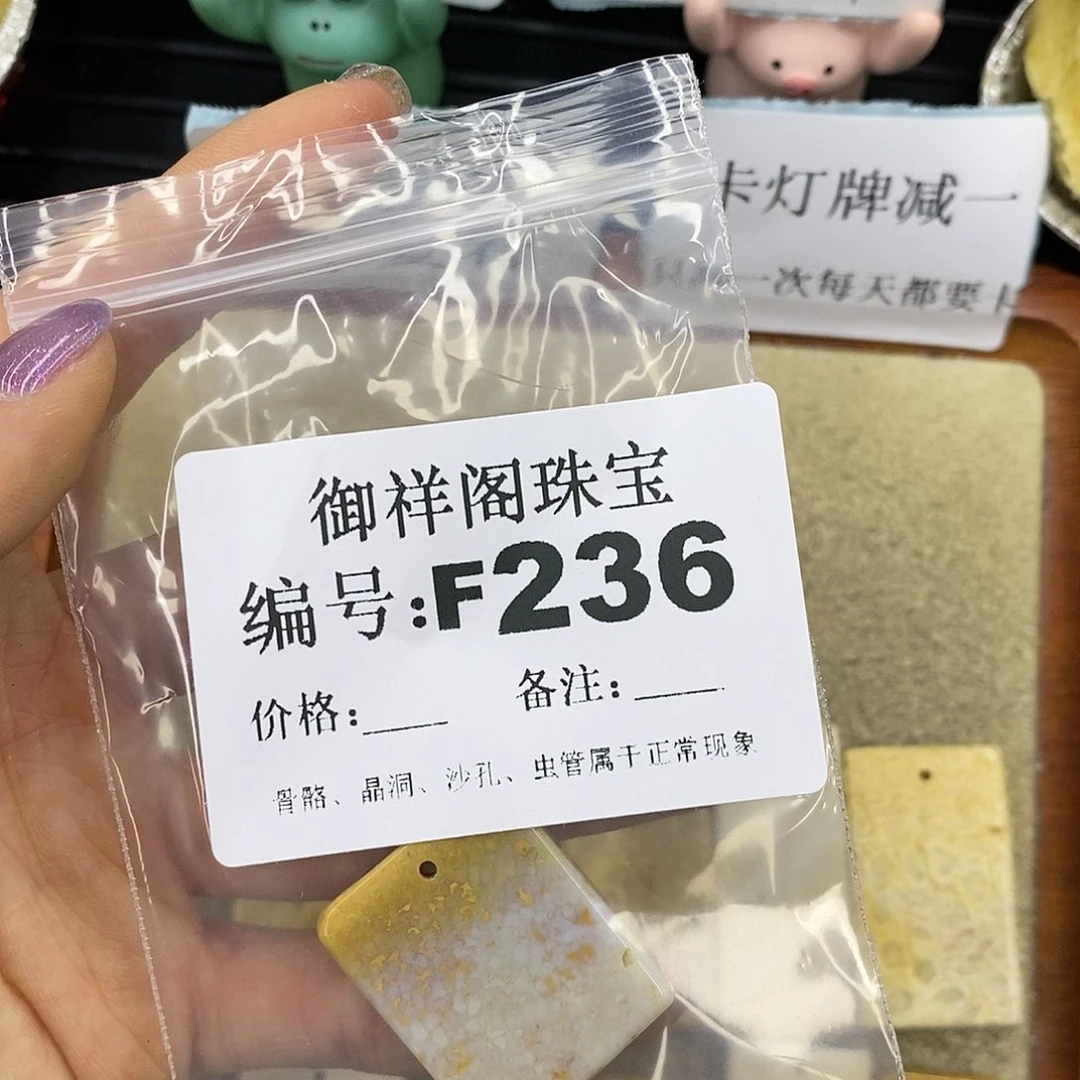 卡灯牌减一
一次每天都要卡
御祥阁珠宝
编号:F236
价格:___ 备注:___
骨骼、晶洞、沙孔、虫管属于正常现象